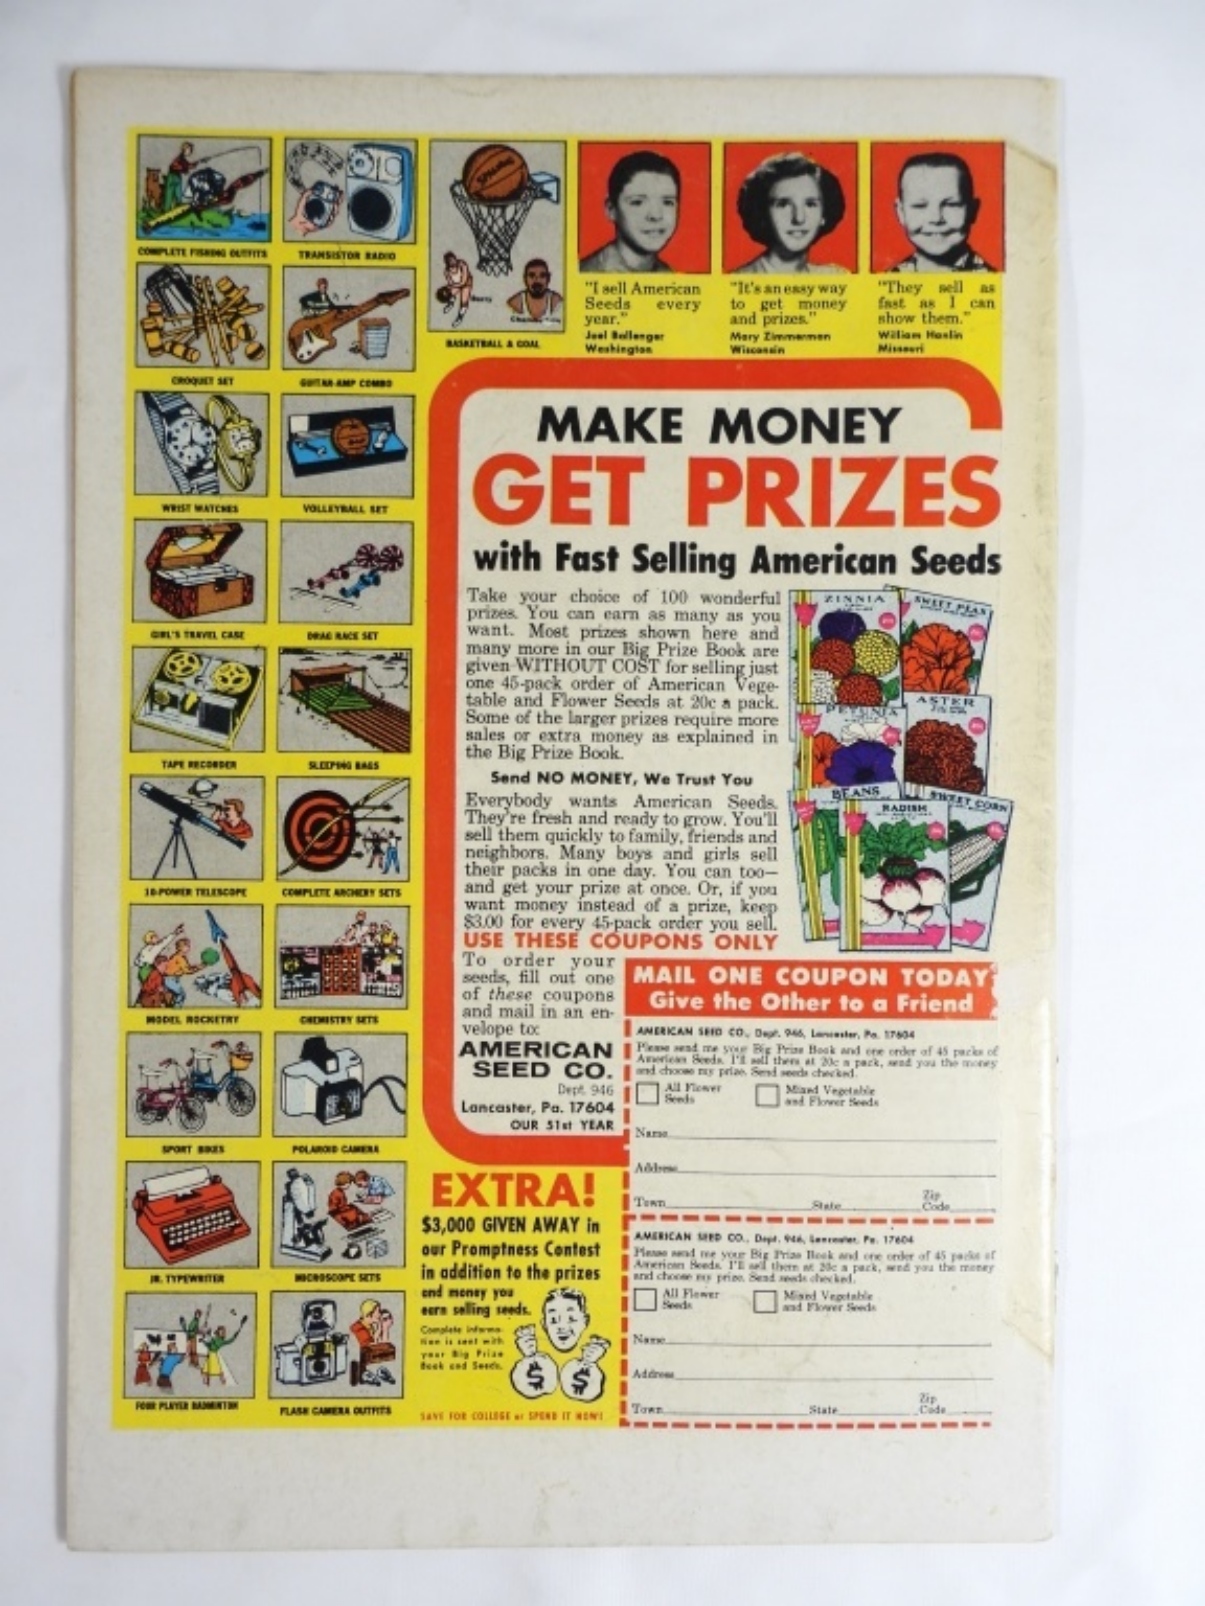 COMPLETE FISHING OUTFITS
TRANSISTOR RADIO
CROQUET SET
GUITAR-AMP COMBO
WRIST WATCHES
VOLLEYBALL SET
GIRL'S TRAVEL CASE
DRAG RACE SET
TAPE RECORDER
SLEEPING BAGS
10-POWER TELESCOPE
COMPLETE ARCHERY SETS
MODEL ROCKETRY
CHEMISTRY SETS
SPORT BIKES
POLAROID CAMERA
JR. TYPEWRITER
MICROSCOPE SETS
FOUR PLAYER BADMINTON
FLASH CAMERA OUTFITS
SPALDING
Barry
BASKETBALL & GOAL
"I sell American
Seeds every
year."
Joel Ballenger
Washington
"It's an easy way
to get money
and prizes."
Mary Zimmerman
Wisconsin
"They sell as
fast as I can
show them."
William Hanlin
Missouri
MAKE MONEY
GET PRIZES
with Fast Selling American Seeds
Take your choice of 100 wonderful
prizes. You can earn as many as you
want. Most prizes shown here and
many more in our Big Prize Book are
given WITHOUT COST for selling just
one 45-pack order of American Vege-
table and Flower Seeds at 20c a pack.
Some of the larger prizes require more
sales or extra money as explained in
the Big Prize Book.
Send NO MONEY, We Trust You
Everybody wants American Seeds.
They're fresh and ready to grow. You'll
sell them quickly to family, friends and
neighbors. Many boys and girls sell
their packs in one day. You can too—
and get your prize at once. Or, if you
want money instead of a prize, keep
$3.00 for every 45-pack order you sell.
USE THESE COUPONS ONLY
To order your
seeds, fill out one
of these coupons
and mail in an en-
velope to:
AMERICAN
SEED CO.
Dept. 946
Lancaster, Pa. 17604
OUR 51st YEAR
ZINNIA
SWEET PEAS
PETUNIA
ASTER
BEANS
RADISH
SWEET CORN
MAIL ONE COUPON TODAY
Give the Other to a Friend
AMERICAN SEED CO., Dept. 946, Lancaster, Pa. 17604
Please send me your Big Prize Book and one order of 45 packs of
American Seeds. I'll sell them at 20c a pack, send you the money
and choose my prize. Send seeds checked.
All Flower
Seeds
Mixed Vegetable
and Flower Seeds
Name
Address
Town State Zip Code
AMERICAN SEED CO., Dept. 946, Lancaster, Pa. 17604
Please send me your Big Prize Book and one order of 45 packs of
American Seeds. I'll sell them at 20c a pack, send you the money
and choose my prize. Send seeds checked.
All Flower
Seeds
Mixed Vegetable
and Flower Seeds
Name
Address
Town State Zip Code
EXTRA!
$3,000 GIVEN AWAY in
our Promptness Contest
in addition to the prizes
and money you
earn selling seeds.
Complete informa-
tion is sent with
your Big Prize
Book and Seeds.
$ $
SAVE FOR COLLEGE or SPEND IT NOW!